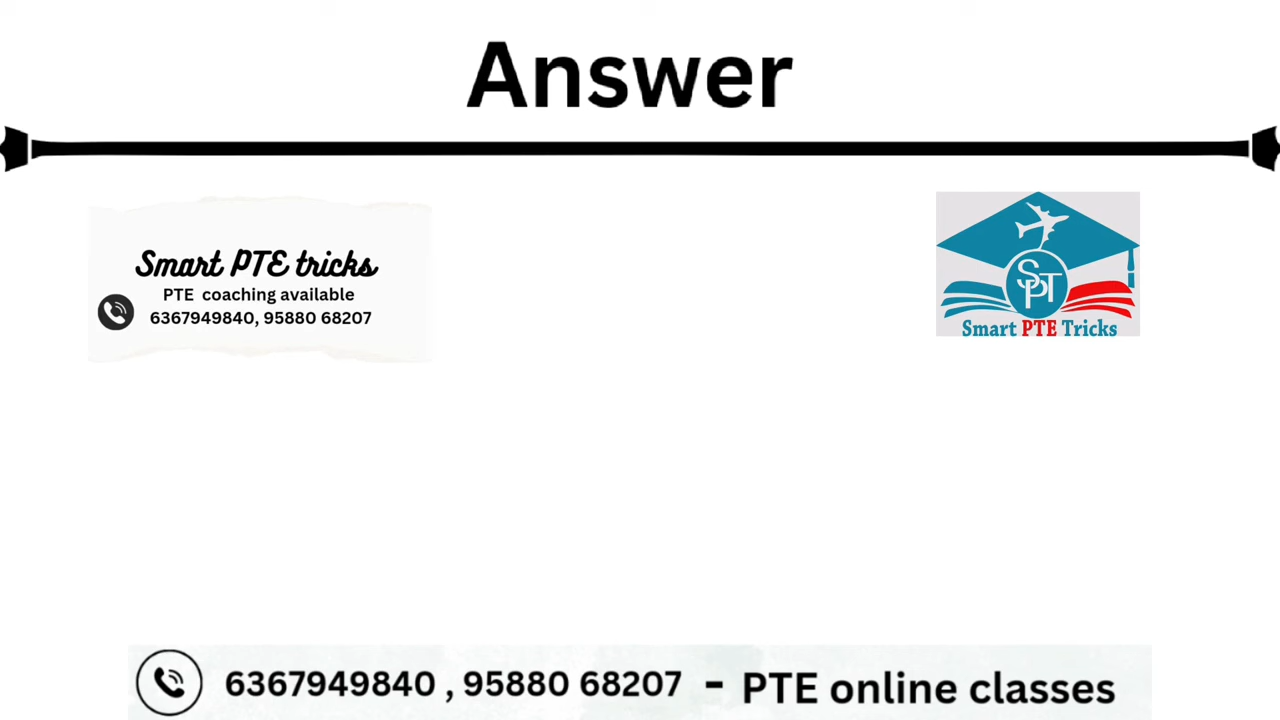 Answer
Smart PTE tricks
PTE coaching available
6367949840, 95880 68207
SPT
Smart PTE Tricks
6367949840 , 95880 68207 - PTE online classes